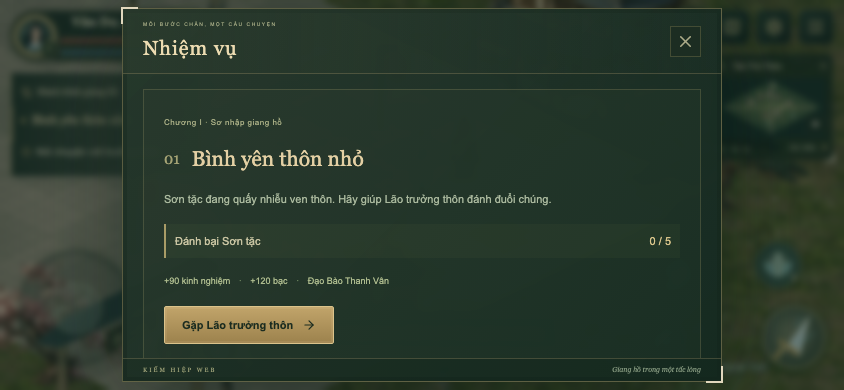 MỖI BƯỚC CHÂN, MỘT CÂU CHUYỆN
Nhiệm vụ
Chương I · Sơ nhập giang hồ
01 Bình yên thôn nhỏ
Sơn tặc đang quấy nhiễu ven thôn. Hãy giúp Lão trưởng thôn đánh đuổi chúng.
Đánh bại Sơn tặc 0 / 5
+90 kinh nghiệm · +120 bạc · Đạo Bào Thanh Vân
Gặp Lão trưởng thôn →
KIẾM HIỆP WEB
Giang hồ trong một tấc lòng